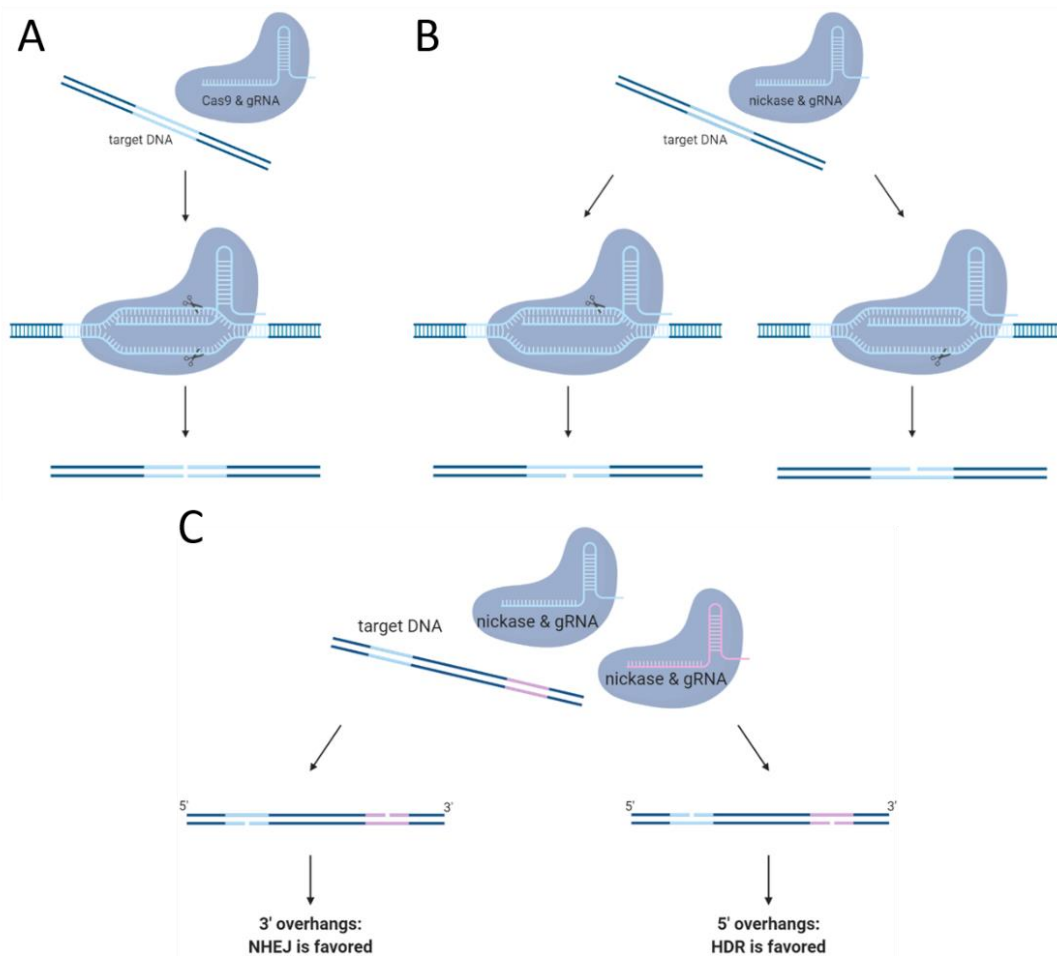 A
Cas9 & gRNA
target DNA
B
nickase & gRNA
target DNA
C
target DNA
nickase & gRNA
nickase & gRNA
5'
3'
5'
3'
3' overhangs:
NHEJ is favored
5' overhangs:
HDR is favored